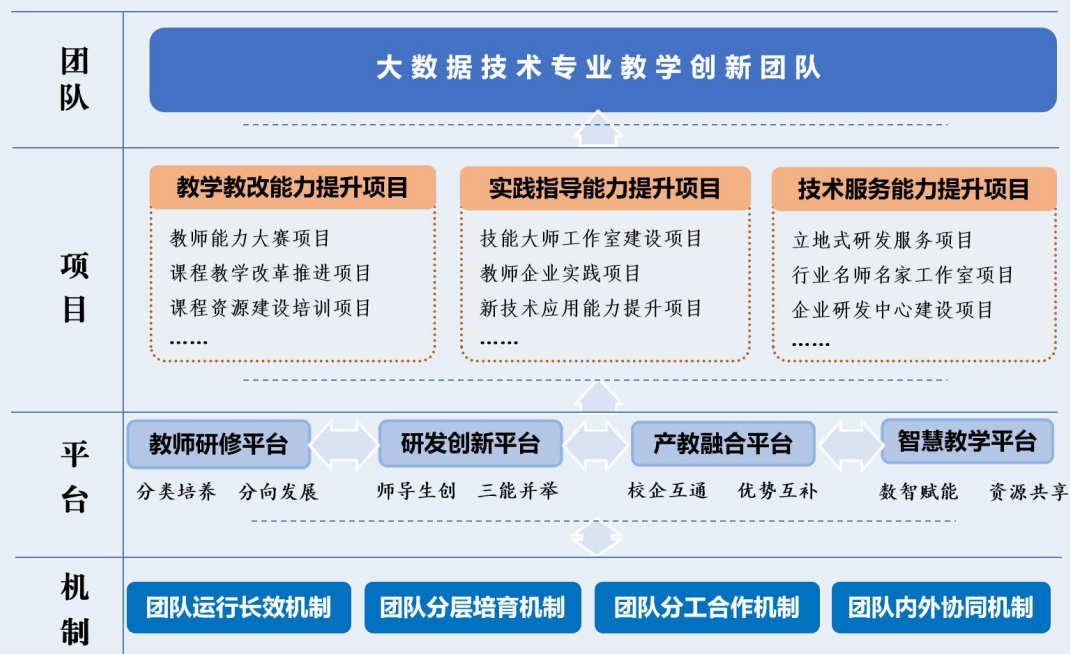 团队
大数据技术专业教学创新团队
项目
教学教改能力提升项目
教师能力大赛项目
课程教学改革推进项目
课程资源建设培训项目
……
实践指导能力提升项目
技能大师工作室建设项目
教师企业实践项目
新技术应用能力提升项目
……
技术服务能力提升项目
立地式研发服务项目
行业名师名家工作室项目
企业研发中心建设项目
……
平台
教师研修平台
分类培养 分向发展
研发创新平台
师导生创 三能并举
产教融合平台
校企互通 优势互补
智慧教学平台
数智赋能 资源共享
机制
团队运行长效机制
团队分层培育机制
团队分工合作机制
团队内外协同机制